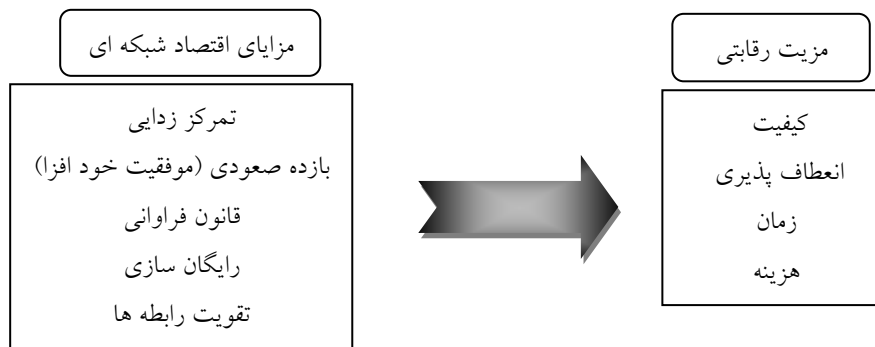 مزایای اقتصاد شبکه ای
تمرکز زدایی
بازده صعودی (موفقیت خود افزا)
قانون فراوانی
رایگان سازی
تقویت رابطه ها
مزیت رقابتی
کیفیت
انعطاف پذیری
زمان
هزینه